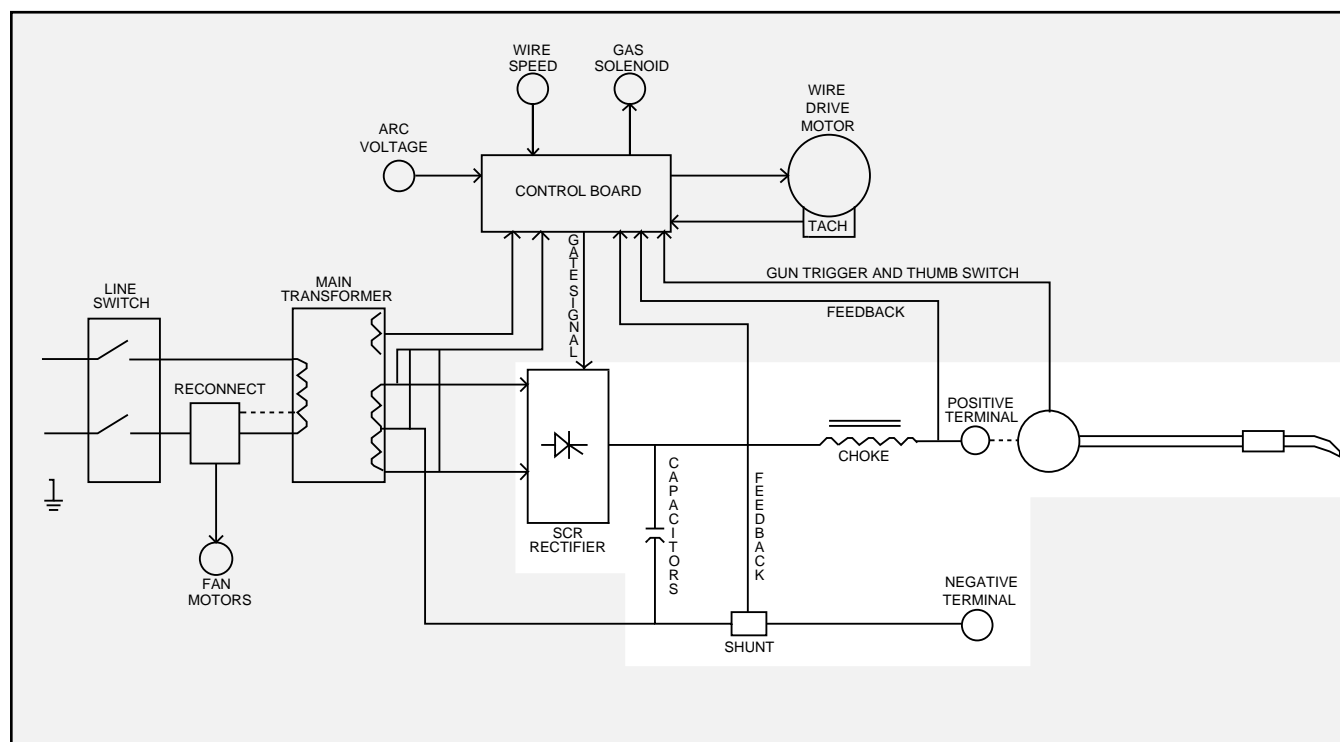 WIRE
SPEED
GAS
SOLENOID
WIRE
DRIVE
MOTOR
ARC
VOLTAGE
CONTROL BOARD
TACH
GATE SIGNAL
GUN TRIGGER AND THUMB SWITCH
FEEDBACK
LINE
SWITCH
MAIN
TRANSFORMER
RECONNECT
POSITIVE
TERMINAL
CHOKE
CAPACITORS
FEEDBACK
SCR
RECTIFIER
FAN
MOTORS
NEGATIVE
TERMINAL
SHUNT